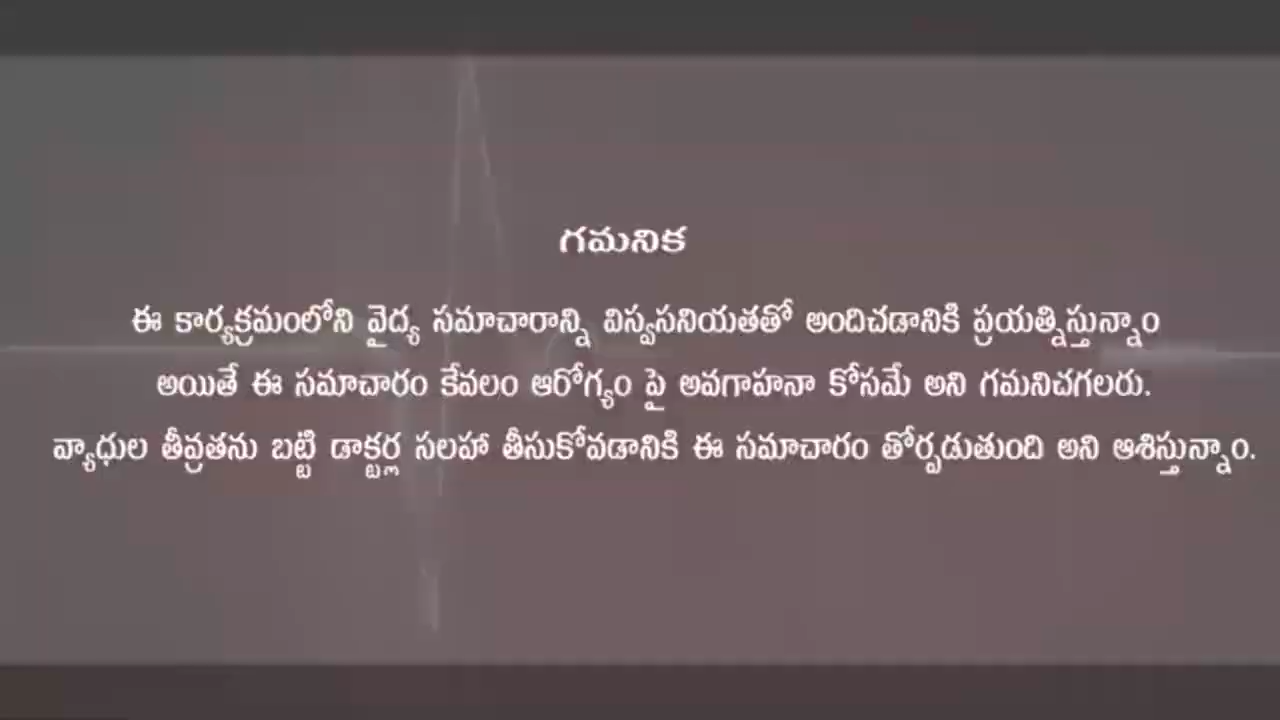 గమనిక
ఈ కార్యక్రమంలోని వైద్య సమాచారాన్ని విస్వసనియతతో అందిచడానికి ప్రయత్నిస్తున్నాం
అయితే ఈ సమాచారం కేవలం ఆరోగ్యం పై అవగాహనా కోసమే అని గమనిచగలరు.
వ్యాధుల తీవ్రతను బట్టి డాక్టర్ల సలహా తీసుకోవడానికి ఈ సమాచారం తోర్పడుతుంది అని ఆశిస్తున్నాం.